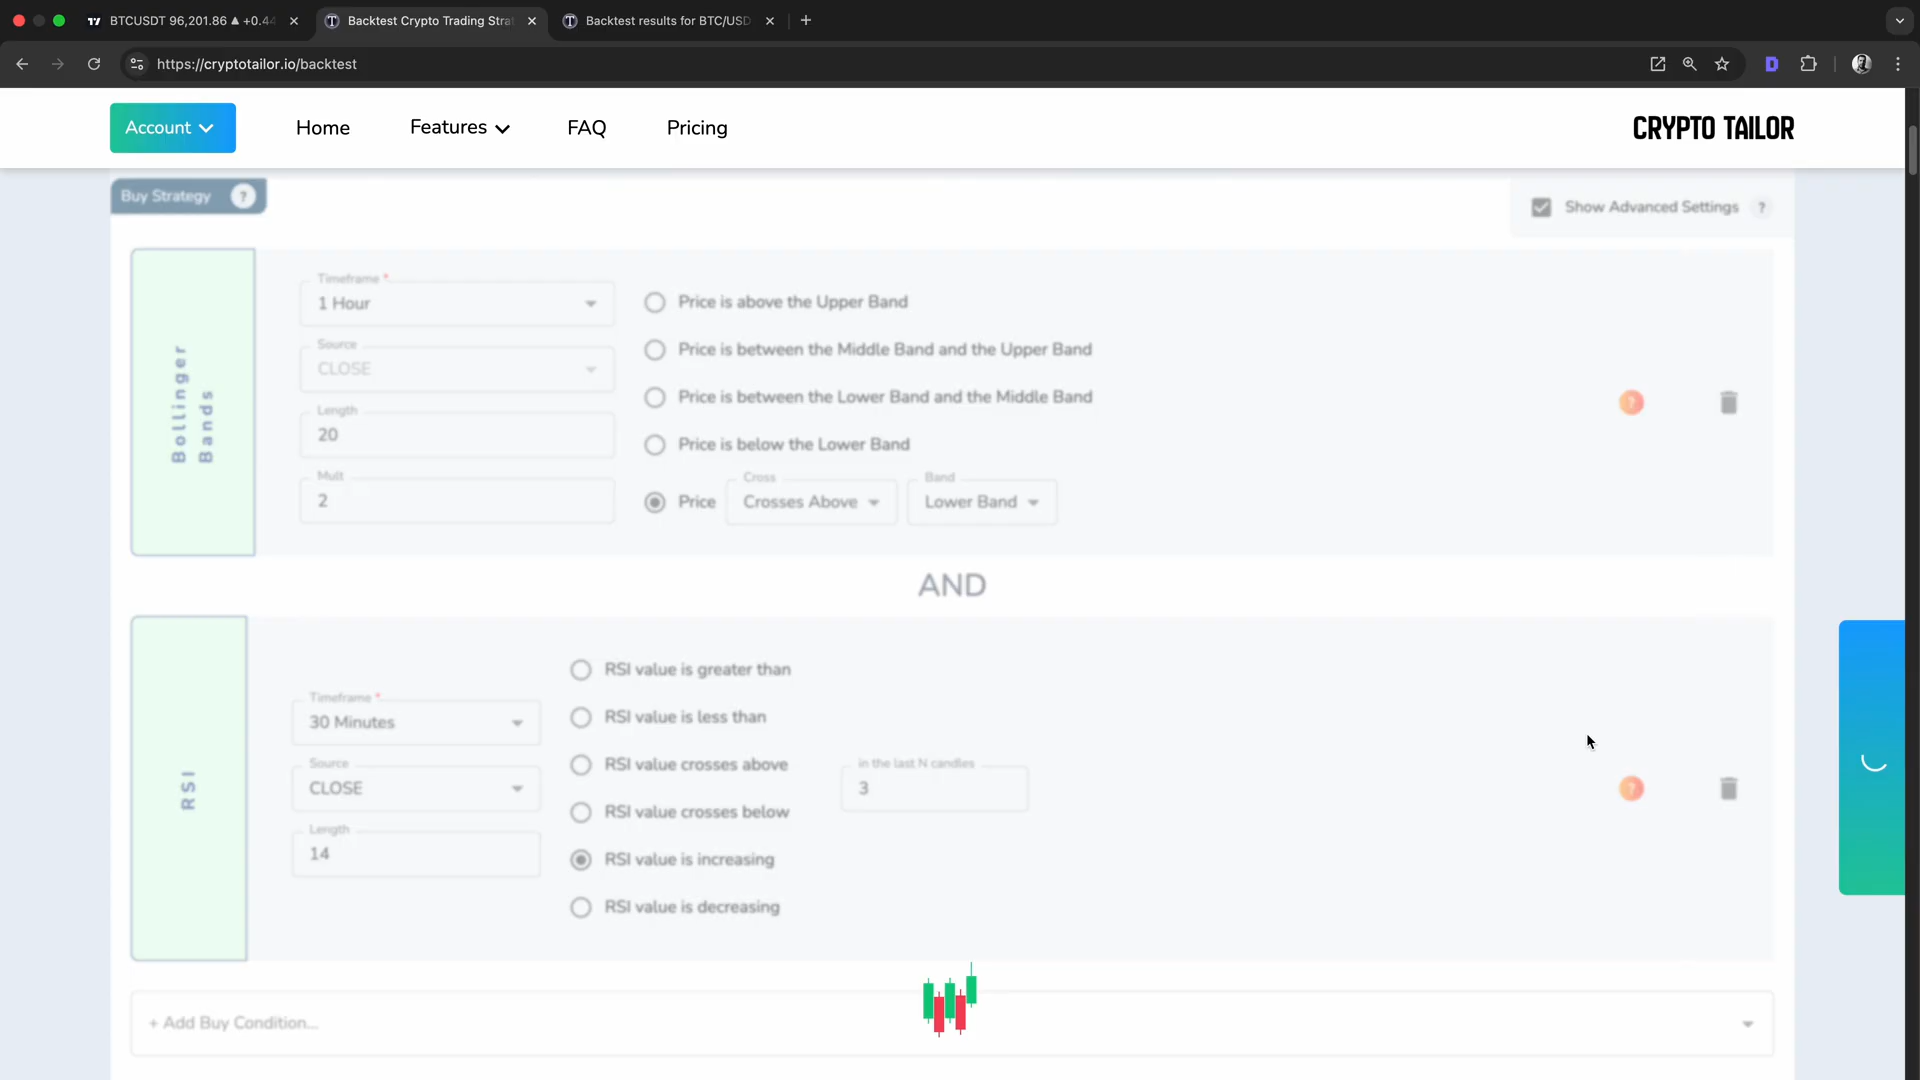 BTCUSDT 96,201.86 ▲ +0.44
Backtest Crypto Trading Strat
Backtest results for BTC/USD
https://cryptotailor.io/backtest
Account
Home
Features
FAQ
Pricing
CRYPTO TAILOR
Buy Strategy ?
Show Advanced Settings ?
Bollinger
Bands
Timeframe *
1 Hour
Source
CLOSE
Length
20
Mult
2
Price is above the Upper Band
Price is between the Middle Band and the Upper Band
Price is between the Lower Band and the Middle Band
Price is below the Lower Band
Price
Cross
Crosses Above
Band
Lower Band
?
AND
RSI
Timeframe *
30 Minutes
Source
CLOSE
Length
14
RSI value is greater than
RSI value is less than
RSI value crosses above
RSI value crosses below
RSI value is increasing
RSI value is decreasing
in the last N candles
3
?
+ Add Buy Condition...